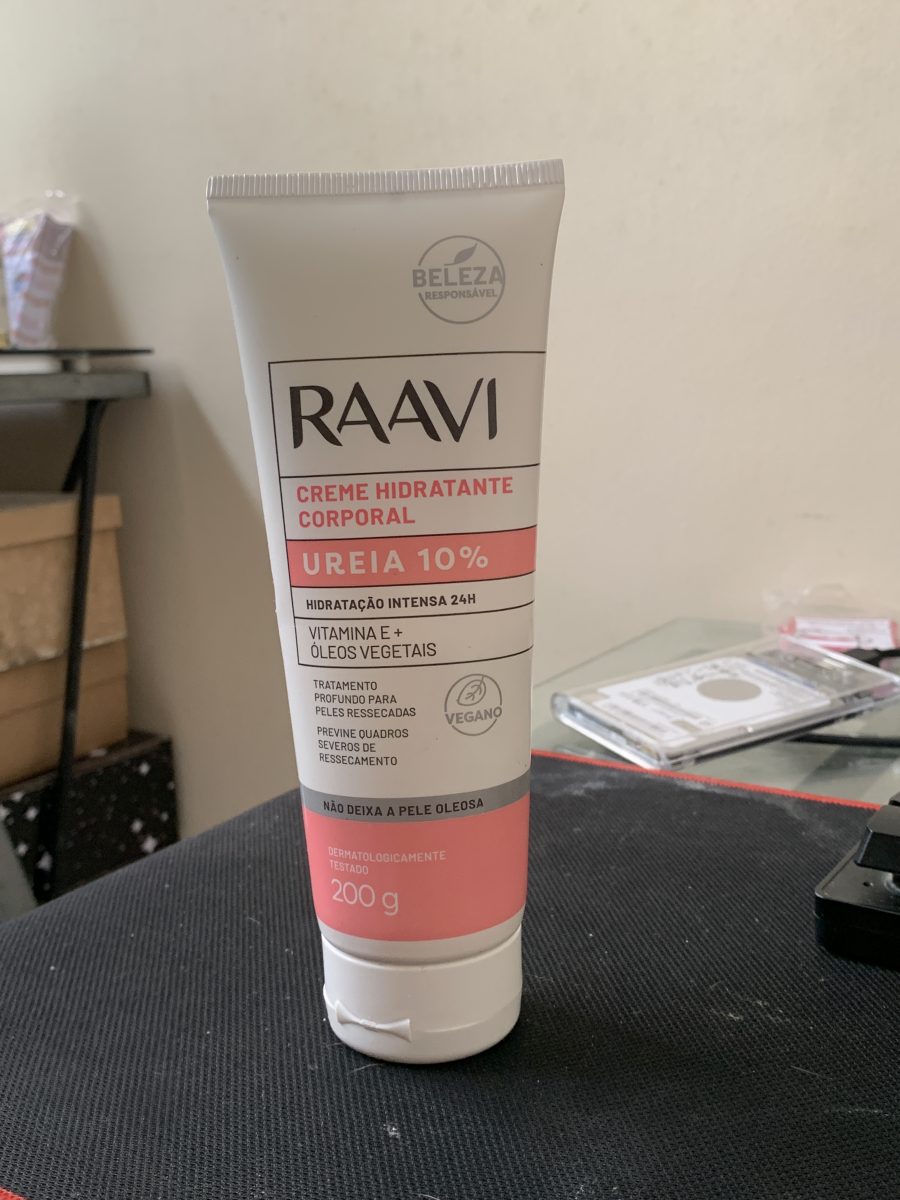 BELEZA
RESPONSÁVEL
RAAVI
CREME HIDRATANTE
CORPORAL
UREIA 10%
HIDRATAÇÃO INTENSA 24H
VITAMINA E +
ÓLEOS VEGETAIS
TRATAMENTO
PROFUNDO PARA
PELES RESSECADAS
VEGANO
PREVINE QUADROS
SEVEROS DE
RESSECAMENTO
NÃO DEIXA A PELE OLEOSA
DERMATOLOGICAMENTE
TESTADO
200 g